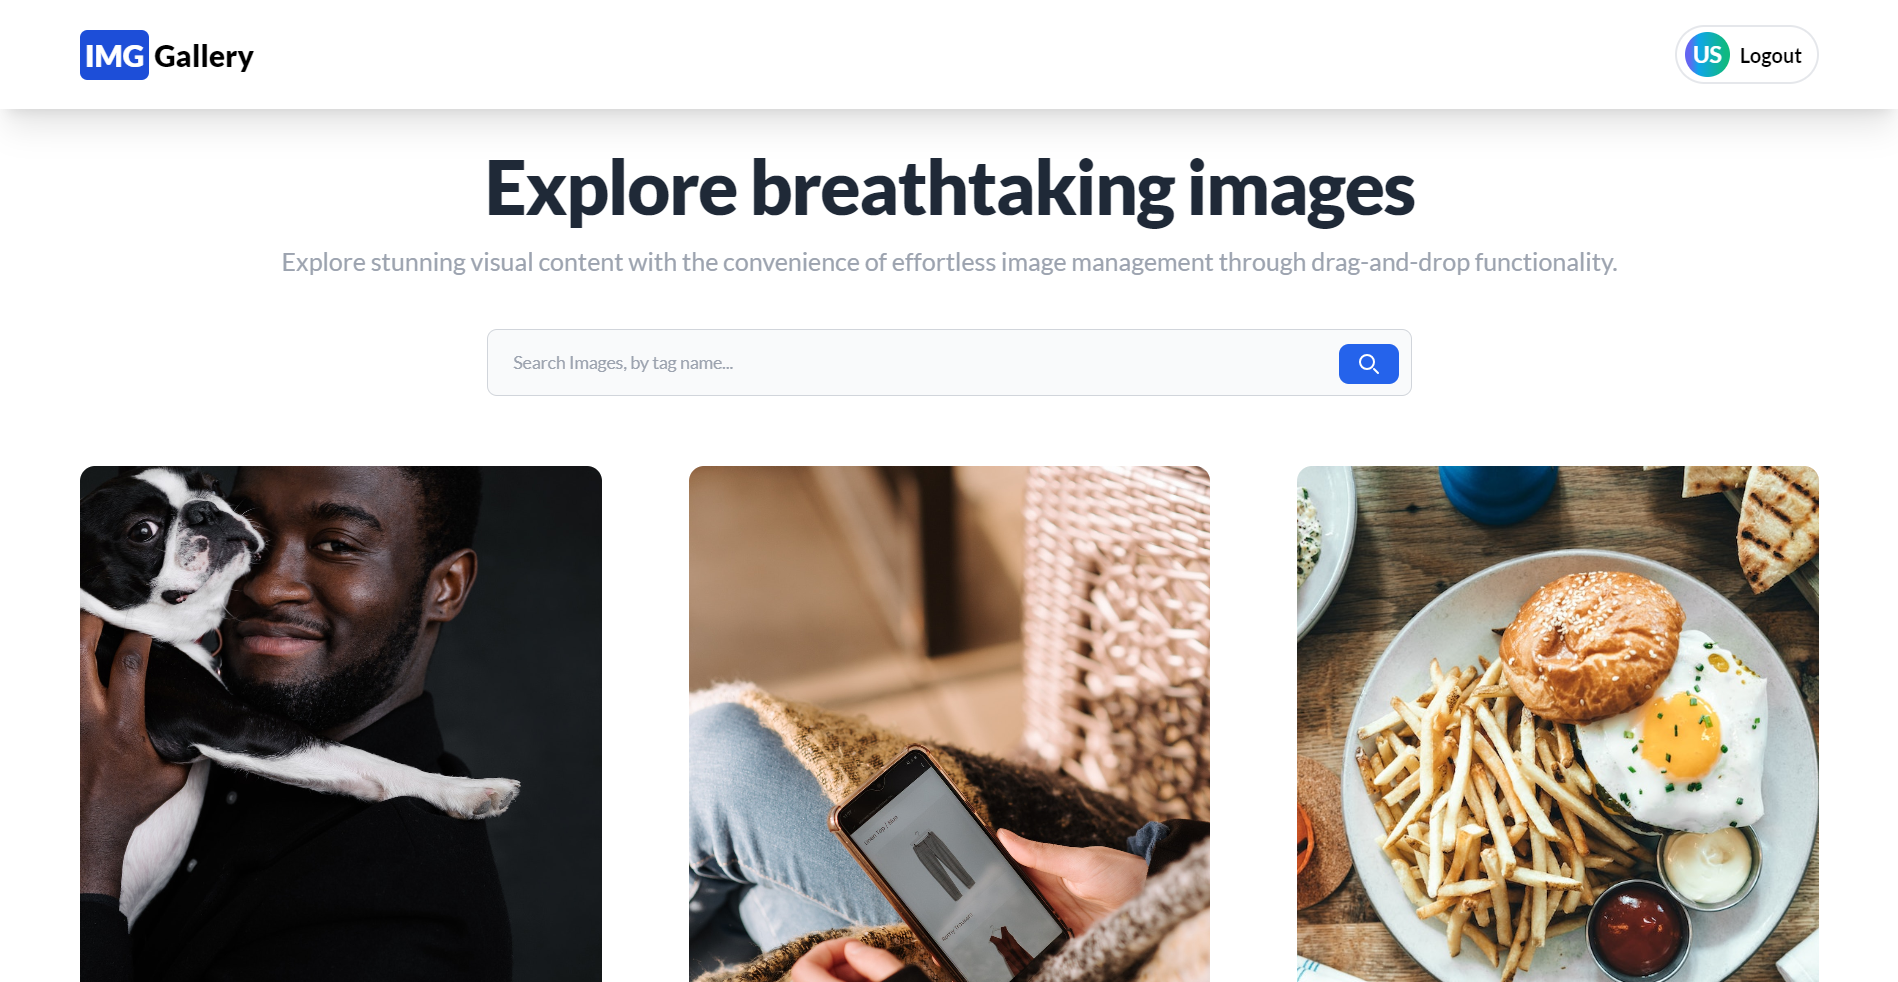 IMG Gallery
US Logout
Explore breathtaking images
Explore stunning visual content with the convenience of effortless image management through drag-and-drop functionality.
Search Images, by tag name...